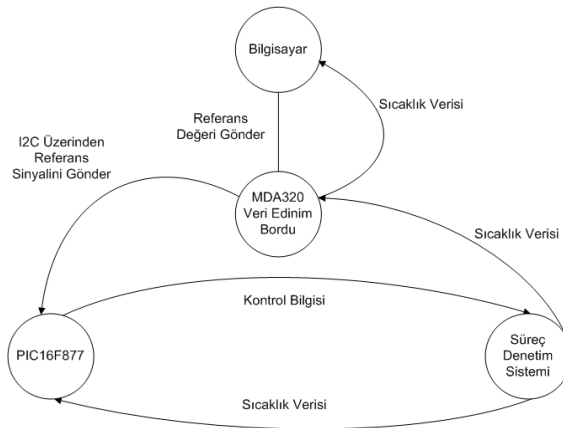 Bilgisayar
Sıcaklık Verisi
Referans
Değeri Gönder
I2C Üzerinden
Referans
Sinyalini Gönder
MDA320
Veri Edinim
Bordu
Sıcaklık Verisi
Kontrol Bilgisi
PIC16F877
Süreç
Denetim
Sistemi
Sıcaklık Verisi